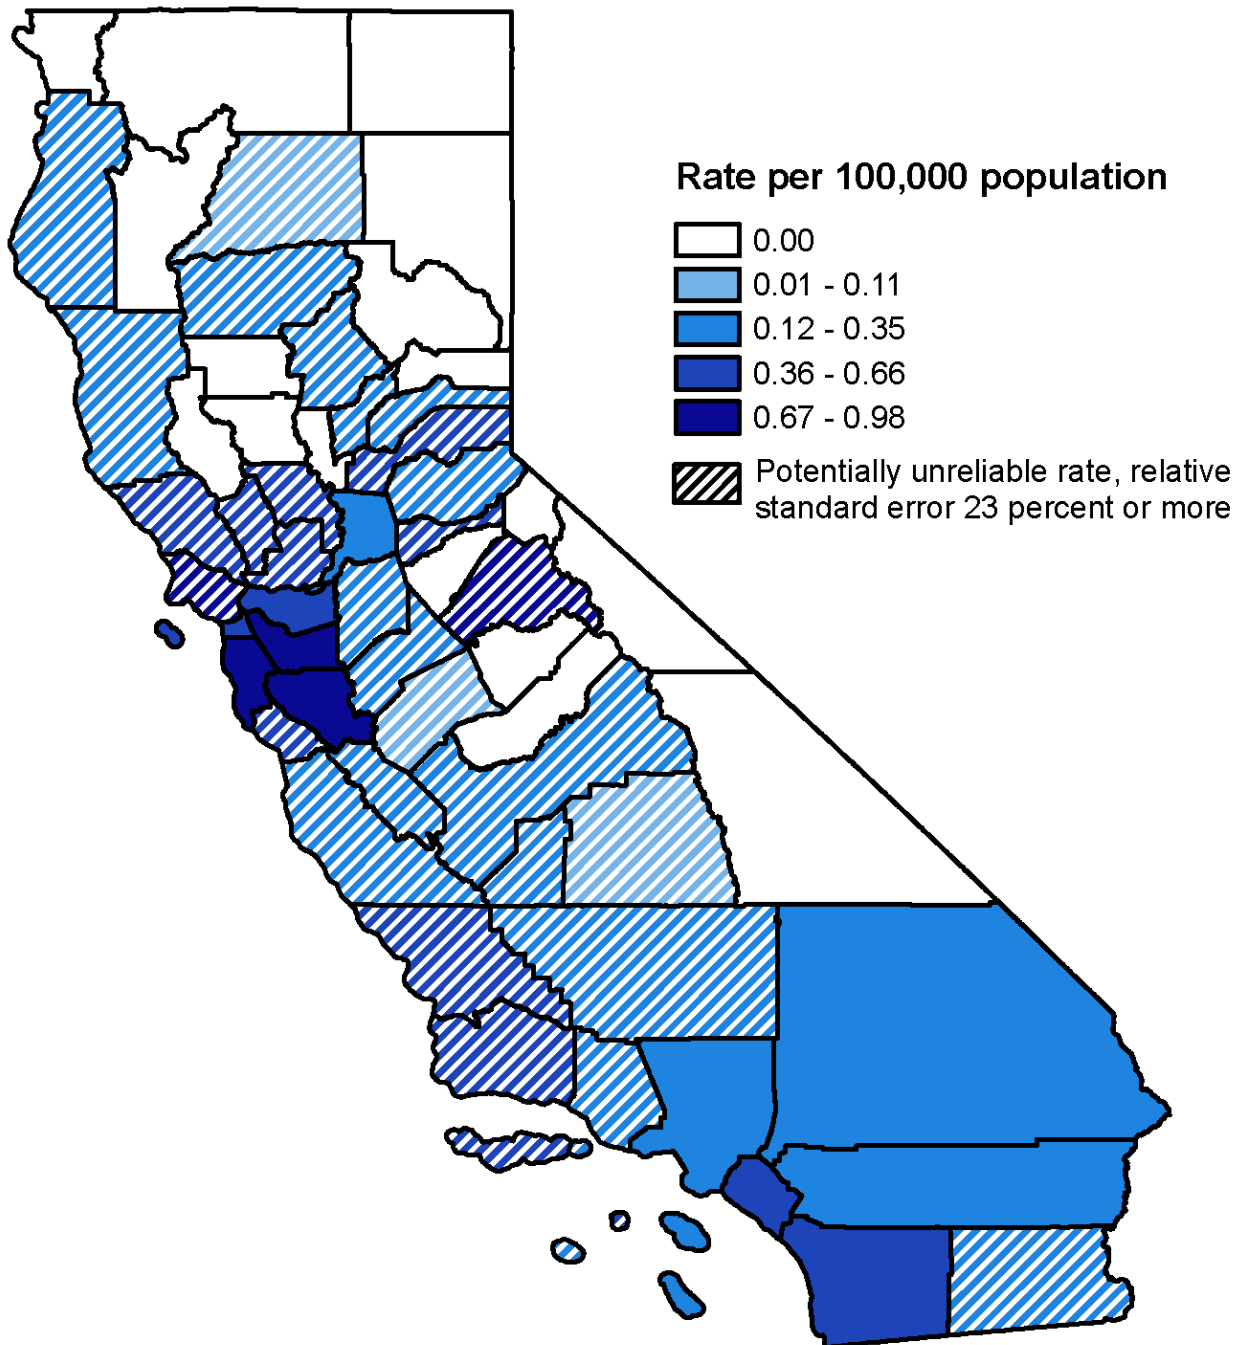 Rate per 100,000 population
0.00
0.01 - 0.11
0.12 - 0.35
0.36 - 0.66
0.67 - 0.98
Potentially unreliable rate, relative
standard error 23 percent or more